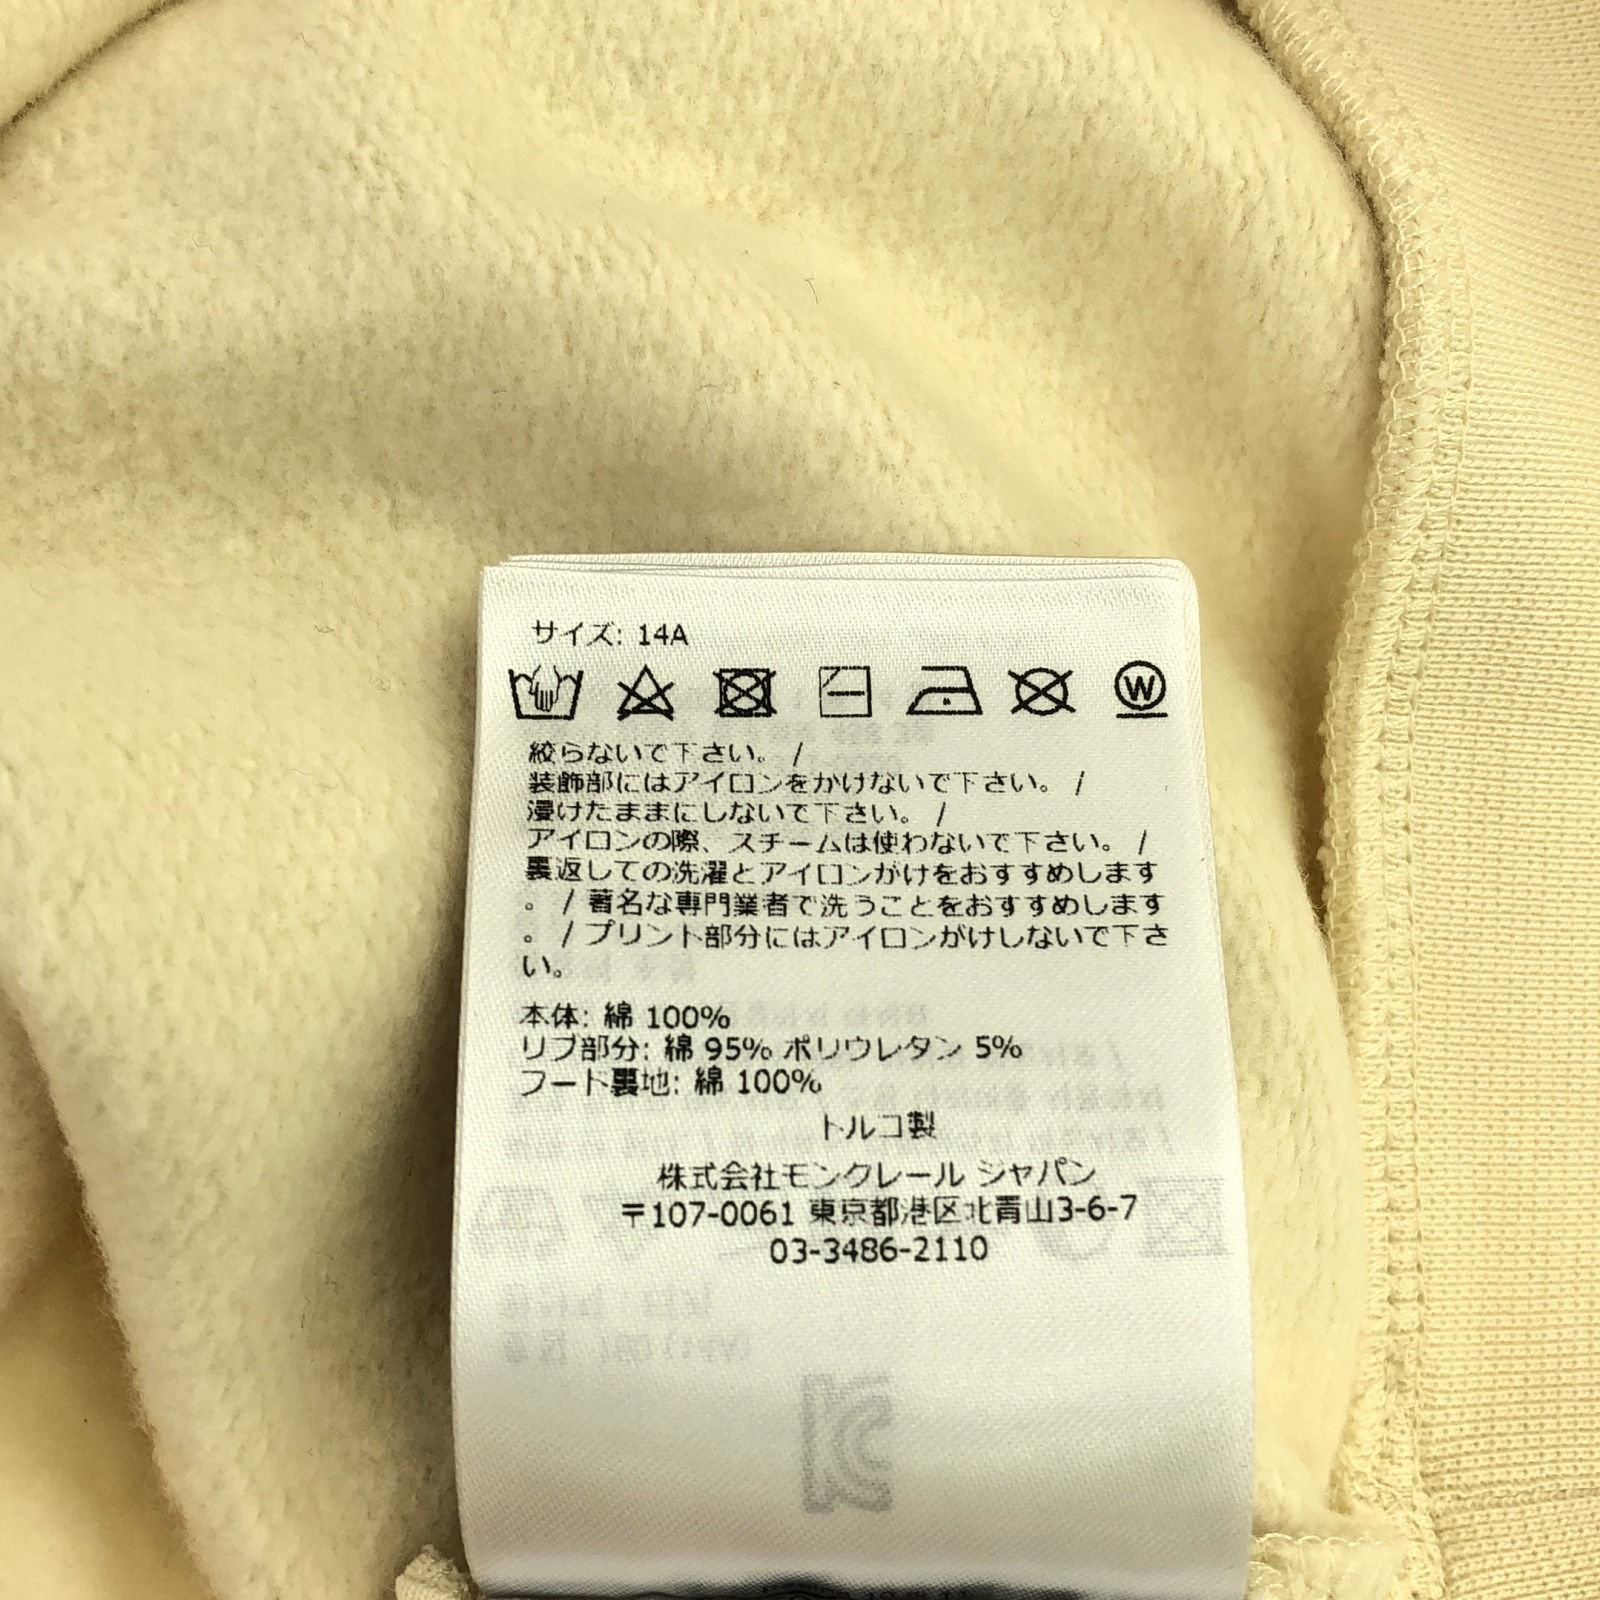 サイズ: 14A
W
絞らないで下さい。 /
装飾部にはアイロンをかけないで下さい。 /
浸けたままにしないで下さい。 /
アイロンの際、スチームは使わないで下さい。 /
裏返しての洗濯とアイロンがけをおすすめします
。 / 著名な専門業者で洗うことをおすすめします
。 / プリント部分にはアイロンがけしないで下さ
い。
本体: 綿 100%
リブ部分: 綿 95% ポリウレタン 5%
フード裏地: 綿 100%
トルコ製
株式会社モンクレール ジャパン
〒107-0061 東京都港区北青山3-6-7
03-3486-2110